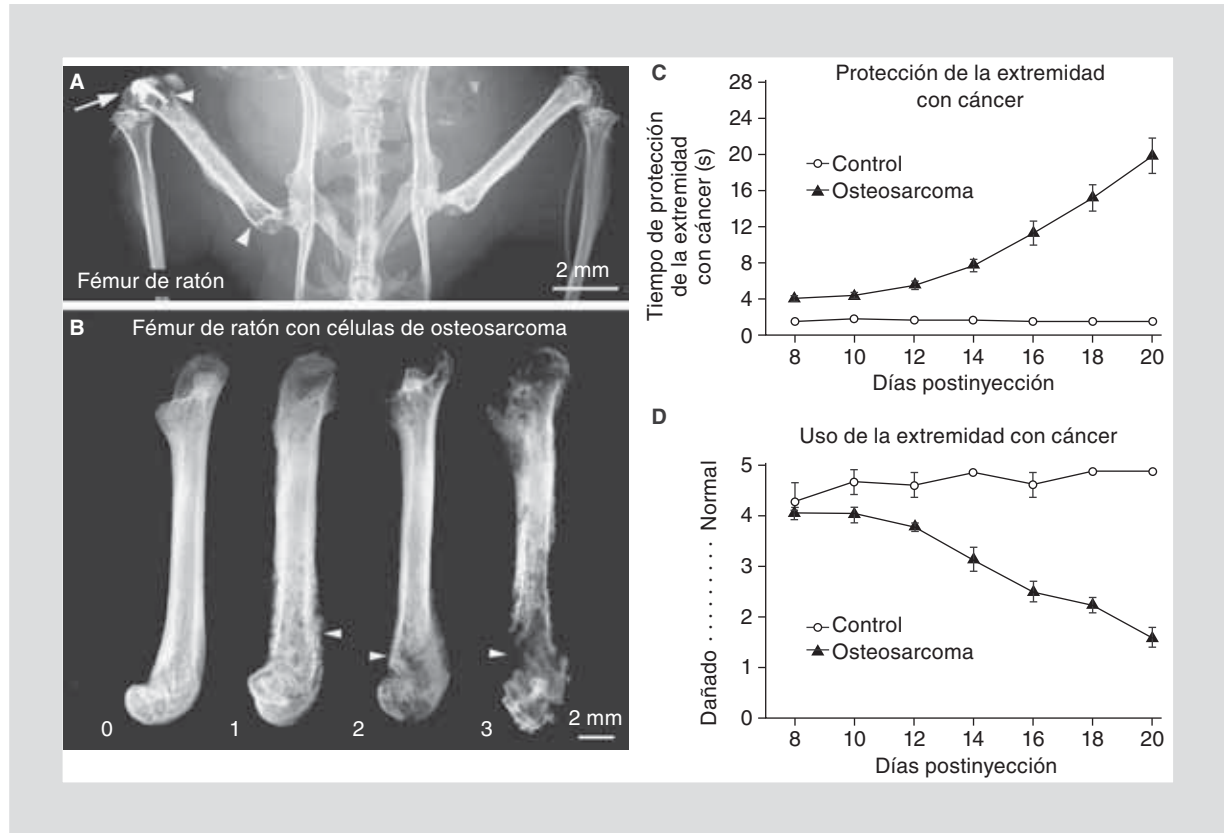 A
Fémur de ratón
2 mm
B
Fémur de ratón con células de osteosarcoma
0
1
2
3
2 mm
C
Protección de la extremidad
con cáncer
Tiempo de protección
de la extremidad
con cáncer (s)
28
24
20
16
12
8
4
0
Control
Osteosarcoma
8 10 12 14 16 18 20
Días postinyección
D
Uso de la extremidad con cáncer
Dañado . . . . . . . . . Normal
5
4
3
2
1
0
Control
Osteosarcoma
8 10 12 14 16 18 20
Días postinyección